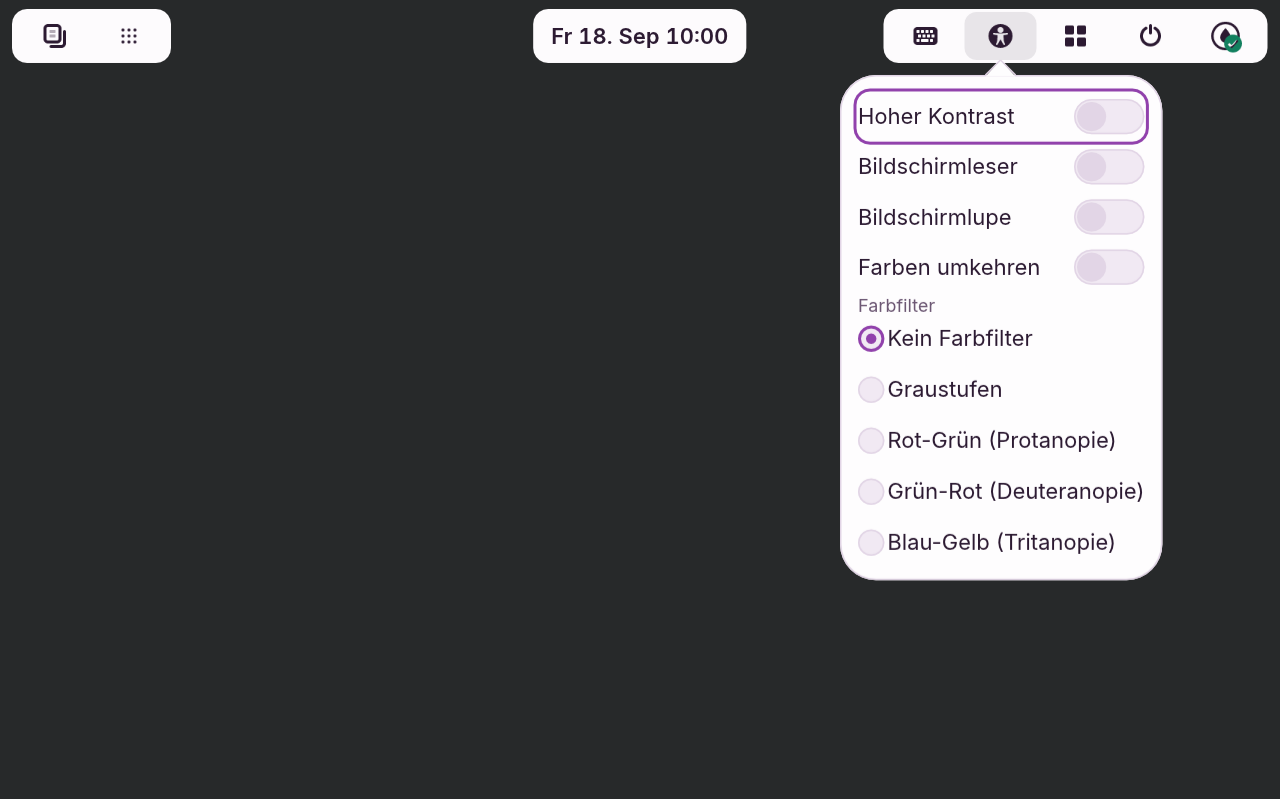 Fr 18. Sep 10:00
Hoher Kontrast
Bildschirmleser
Bildschirmlupe
Farben umkehren
Farbfilter
Kein Farbfilter
Graustufen
Rot-Grün (Protanopie)
Grün-Rot (Deuteranopie)
Blau-Gelb (Tritanopie)